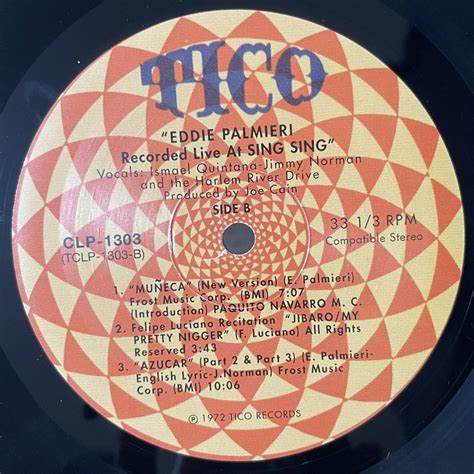 TICO
"EDDIE PALMIERI
Recorded Live At SING SING"
Vocals: Ismael Quintana-Jimmy Norman
and the Harlem River Drive
Produced by Joe Cain
SIDE B
CLP-1303
(TCLP-1303-B)
33 1/3 RPM
Compatible Stereo
1. "MUÑECA" (New Version) (E. Palmieri)
Frost Music Corp. (BMI) 7:07
(Introduction) PAQUITO NAVARRO M. C.
2. Felipe Luciano Recitation "JIBARO/MY
PRETTY NIGGER" (F. Luciano) All Rights
Reserved 3:43
3. "AZUCAR" (Part 2 & Part 3) (E. Palmieri-
English Lyric-J.Norman) Frost Music
Corp. (BMI) 10:06
℗ 1972 TICO RECORDS